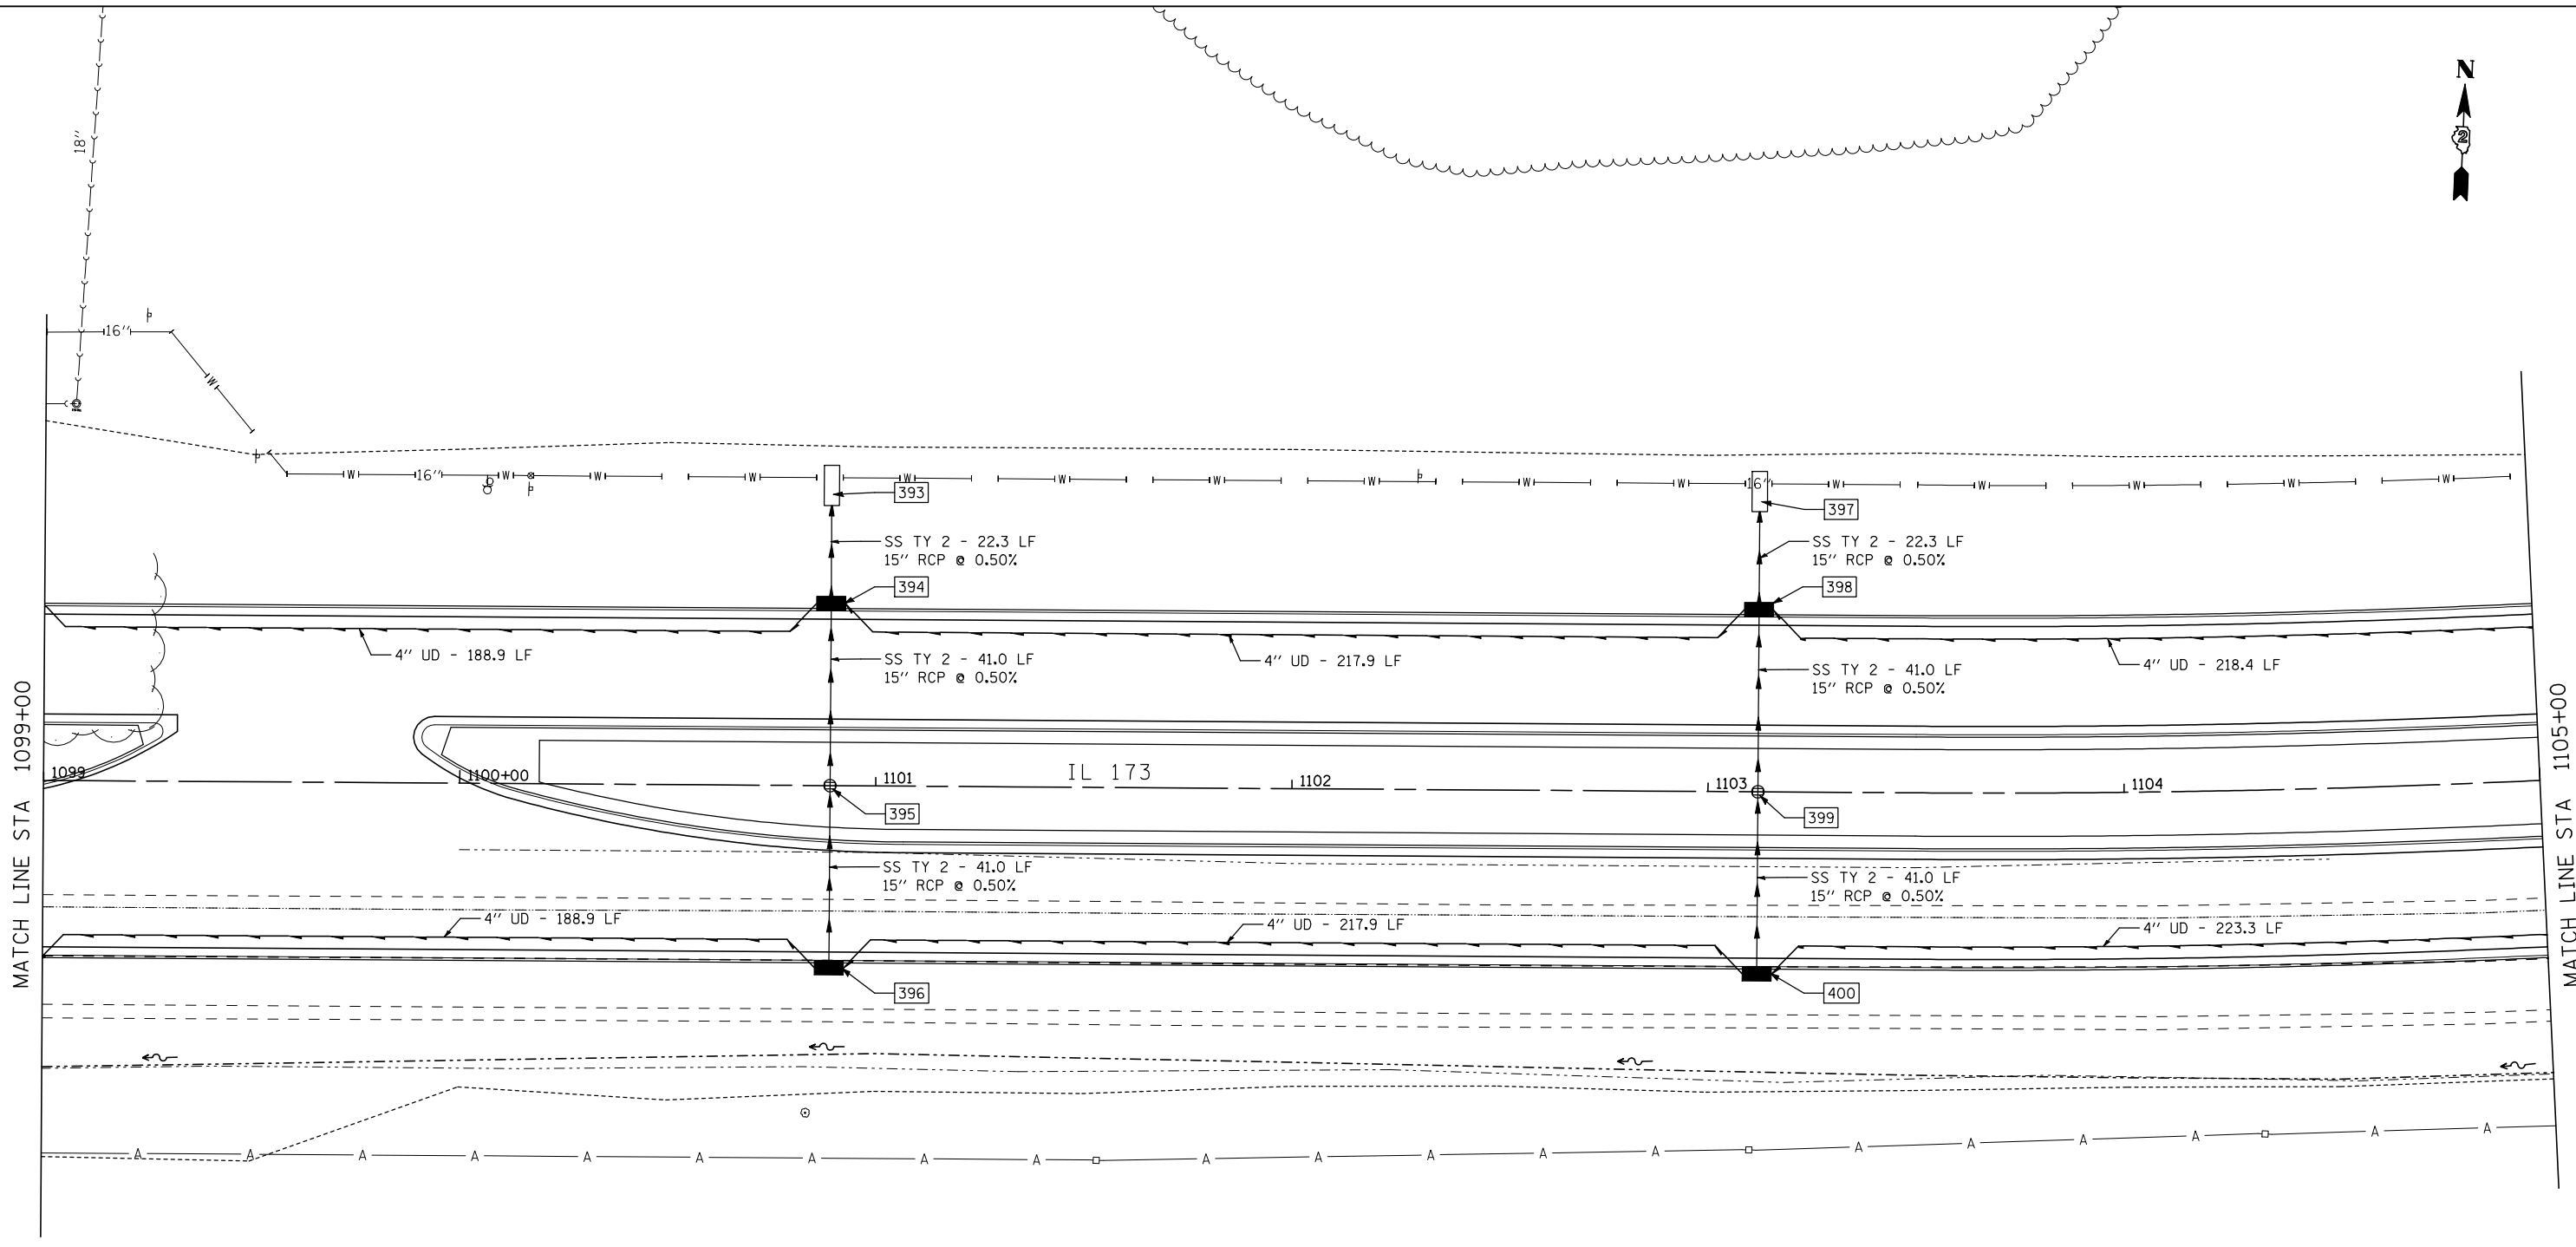 N
2
18''
16''
W
W
16''
W
W
W
W
W
W
W
W
W
16''
W
W
W
W
W
393
397
SS TY 2 - 22.3 LF
15'' RCP @ 0.50%
SS TY 2 - 22.3 LF
15'' RCP @ 0.50%
394
398
4'' UD - 188.9 LF
SS TY 2 - 41.0 LF
15'' RCP @ 0.50%
4'' UD - 217.9 LF
SS TY 2 - 41.0 LF
15'' RCP @ 0.50%
4'' UD - 218.4 LF
MATCH LINE STA 1099+00
MATCH LINE STA 1105+00
1099
1100+00
1101
IL 173
1102
1103
1104
395
399
SS TY 2 - 41.0 LF
15'' RCP @ 0.50%
SS TY 2 - 41.0 LF
15'' RCP @ 0.50%
4'' UD - 188.9 LF
4'' UD - 217.9 LF
4'' UD - 223.3 LF
396
400
A A A A A A A A A A A A A A A A A A A A